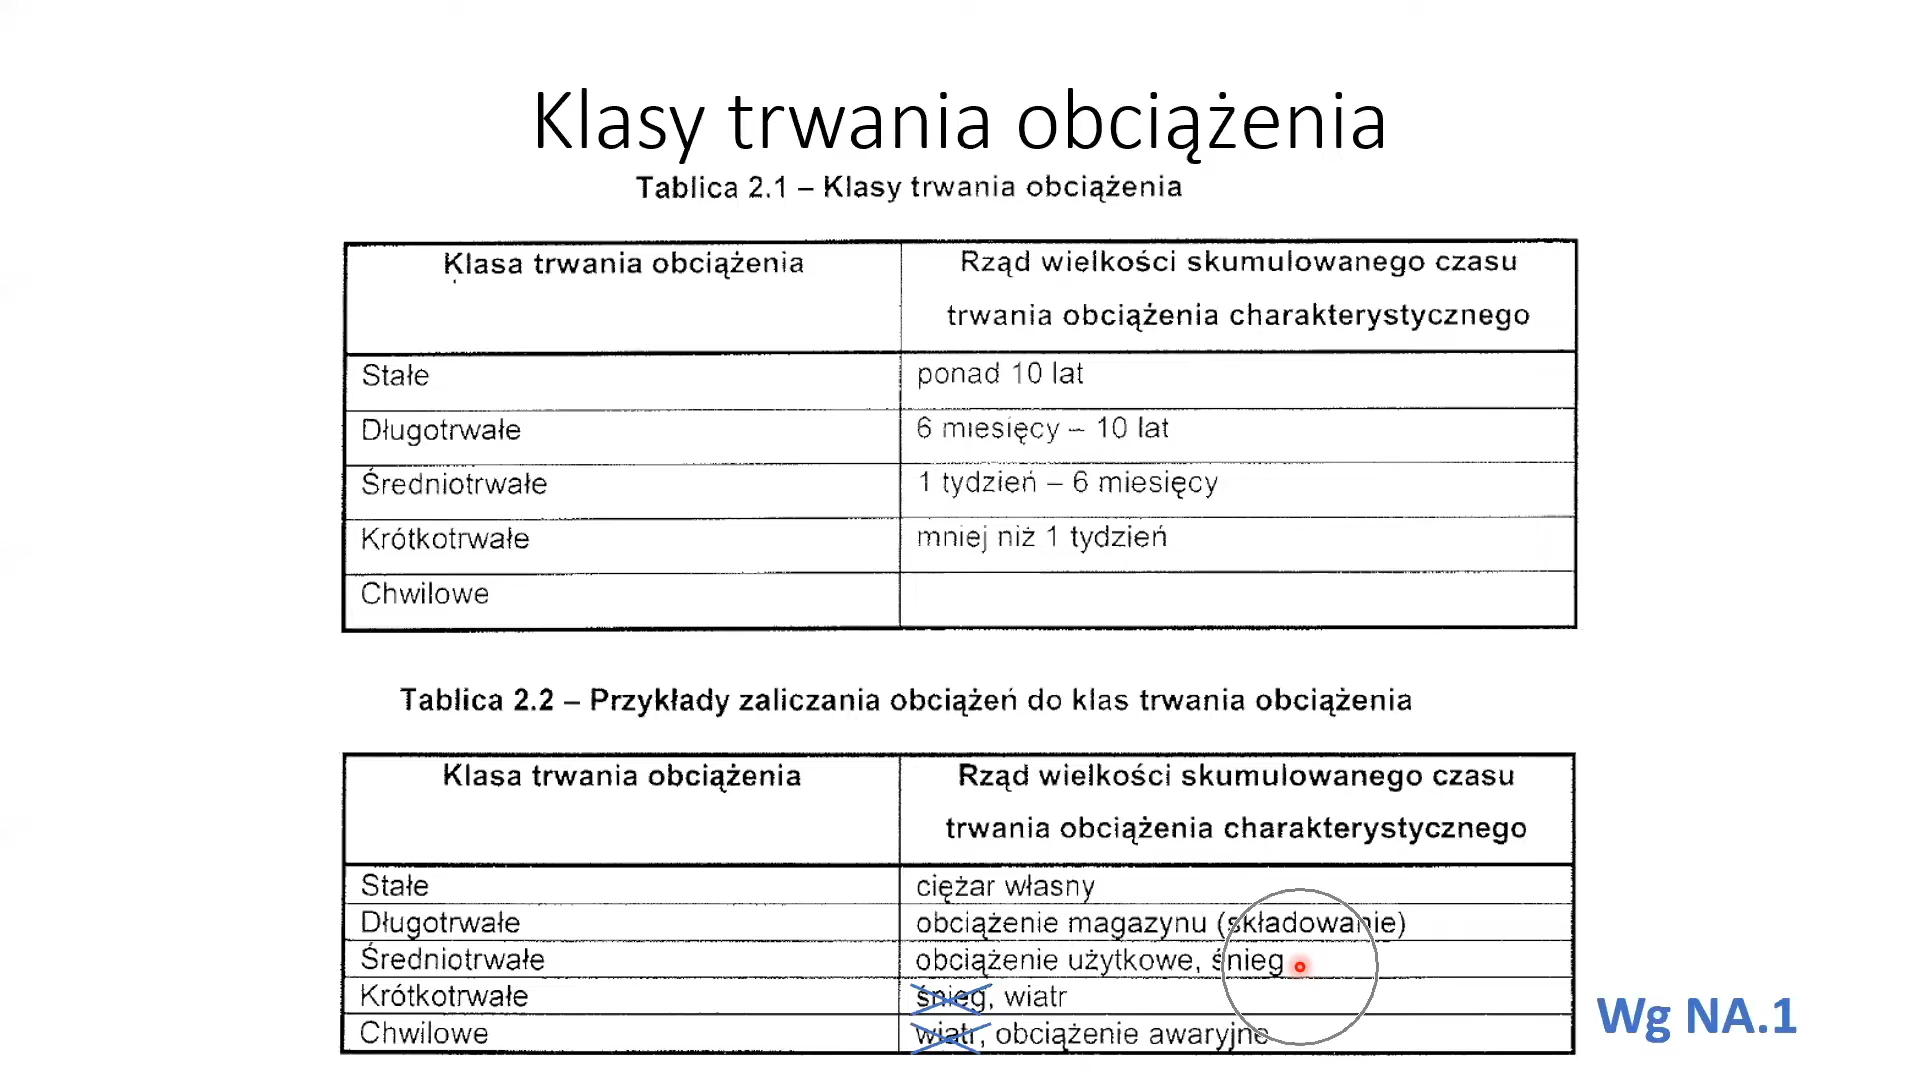 Klasy trwania obciążenia
Tablica 2.1 – Klasy trwania obciążenia
Klasa trwania obciążenia
Rząd wielkości skumulowanego czasu
trwania obciążenia charakterystycznego
Stałe
ponad 10 lat
Długotrwałe
6 miesięcy – 10 lat
Średniotrwałe
1 tydzień – 6 miesięcy
Krótkotrwałe
mniej niż 1 tydzień
Chwilowe
Tablica 2.2 – Przykłady zaliczania obciążeń do klas trwania obciążenia
Klasa trwania obciążenia
Rząd wielkości skumulowanego czasu
trwania obciążenia charakterystycznego
Stałe
ciężar własny
Długotrwałe
obciążenie magazynu (składowanie)
Średniotrwałe
obciążenie użytkowe, śnieg
Krótkotrwałe
śnieg, wiatr
Chwilowe
wiatr, obciążenie awaryjne
Wg NA.1